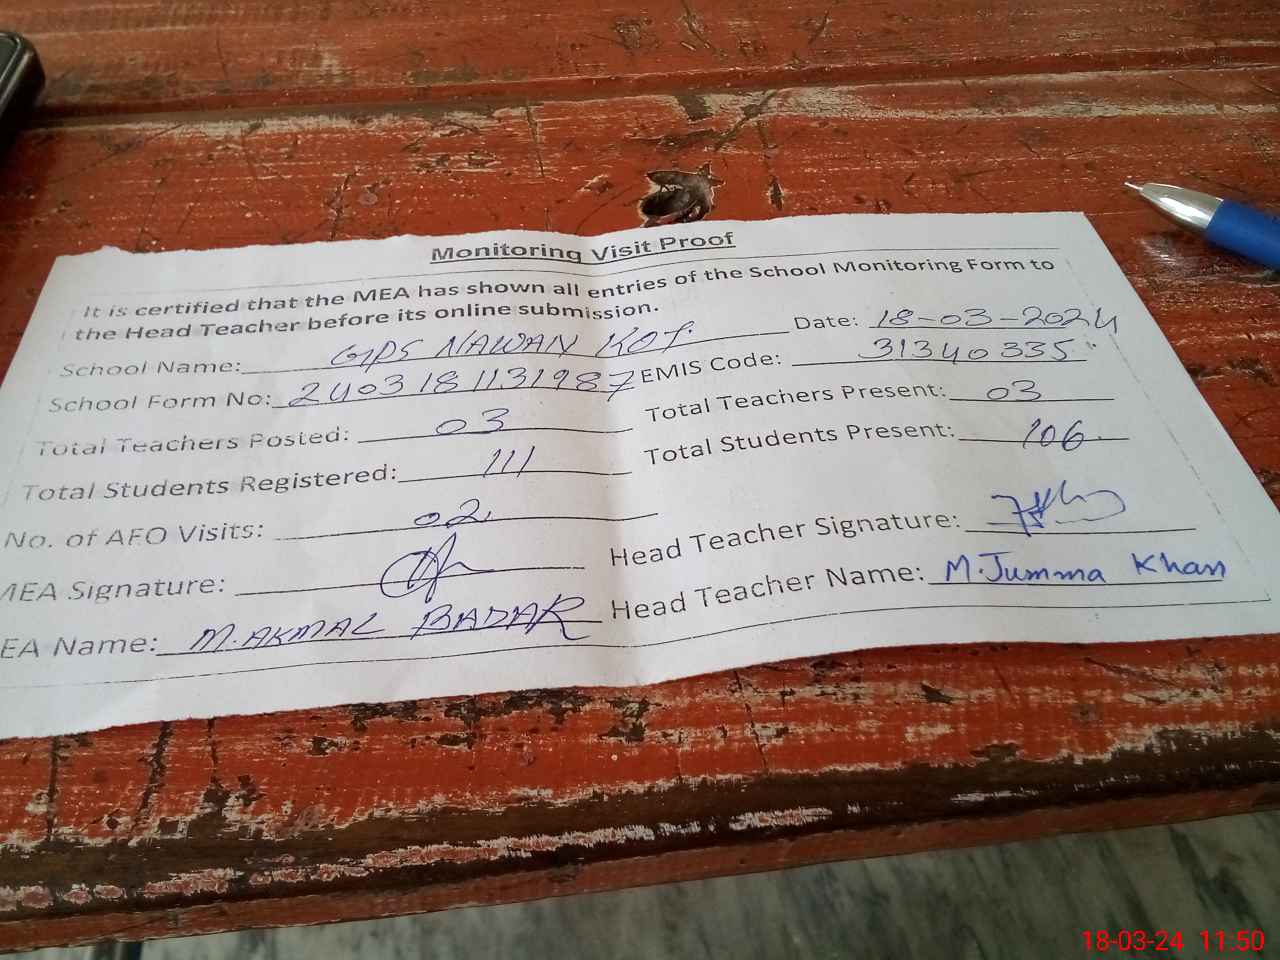 Monitoring Visit Proof
It is certified that the MEA has shown all entries of the School Monitoring Form to
the Head Teacher before its online submission.
School Name: GPS NAWAN KOT. Date: 18-03-2024
School Form No: 2403181131987 EMIS Code: 31340335
Total Teachers Posted: 03 Total Teachers Present: 03
Total Students Registered: 111 Total Students Present: 106
No. of AEO Visits: 02
MEA Signature: Head Teacher Signature:
EA Name: M.AKMAL BADAR Head Teacher Name: M.Jumma Khan
18-03-24 11:50